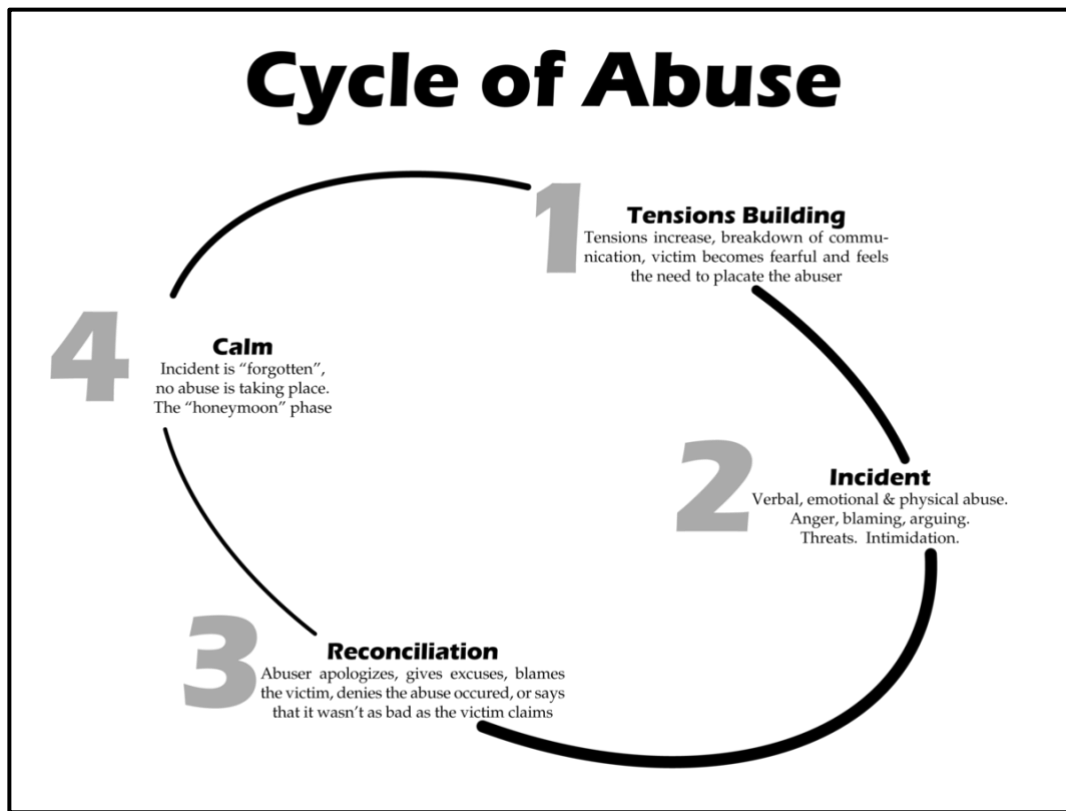 Cycle of Abuse
1
Tensions Building
Tensions increase, breakdown of commu-
nication, victim becomes fearful and feels
the need to placate the abuser
2
Incident
Verbal, emotional & physical abuse.
Anger, blaming, arguing.
Threats. Intimidation.
3
Reconciliation
Abuser apologizes, gives excuses, blames
the victim, denies the abuse occured, or says
that it wasn't as bad as the victim claims
4
Calm
Incident is “forgotten”,
no abuse is taking place.
The “honeymoon” phase